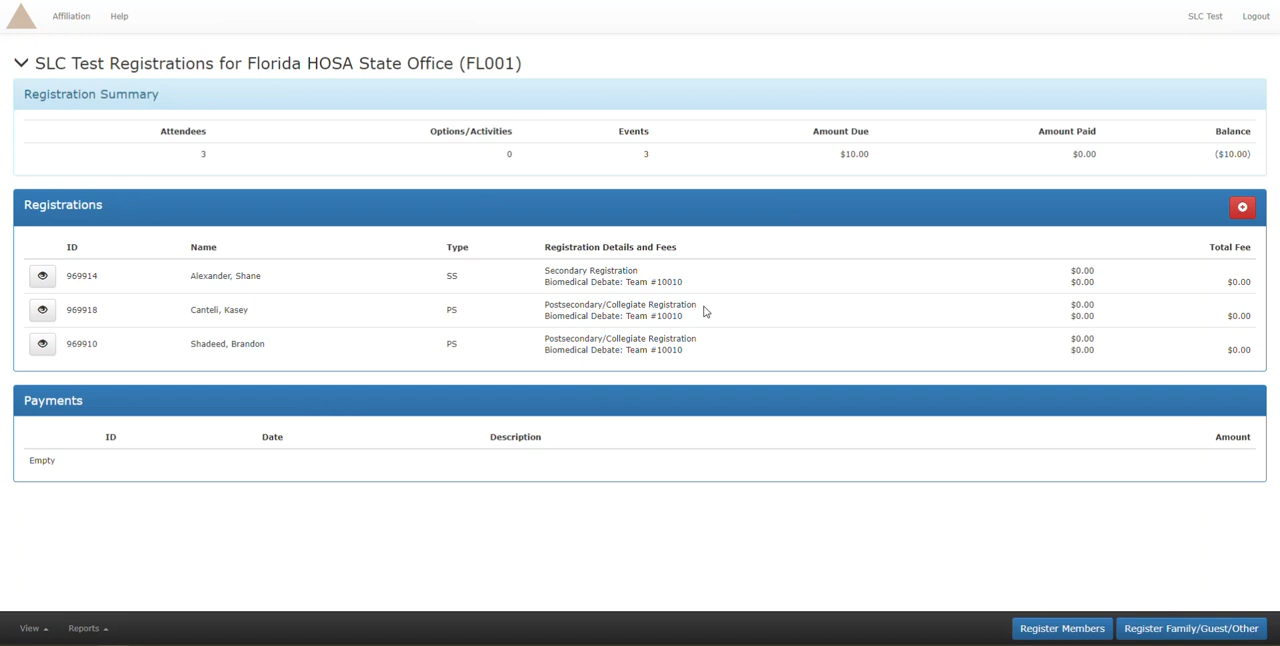 Affiliation Help SLC Test Logout
SLC Test Registrations for Florida HOSA State Office (FL001)
Registration Summary
Attendees Options/Activities Events Amount Due Amount Paid Balance
3 0 3 $10.00 $0.00 ($10.00)
Registrations
ID Name Type Registration Details and Fees Total Fee
969914 Alexander, Shane SS Secondary Registration $0.00
Biomedical Debate: Team #10010 $0.00 $0.00
969918 Canteli, Kasey PS Postsecondary/Collegiate Registration $0.00
Biomedical Debate: Team #10010 $0.00 $0.00
969910 Shadeed, Brandon PS Postsecondary/Collegiate Registration $0.00
Biomedical Debate: Team #10010 $0.00 $0.00
Payments
ID Date Description Amount
Empty
View Reports Register Members Register Family/Guest/Other